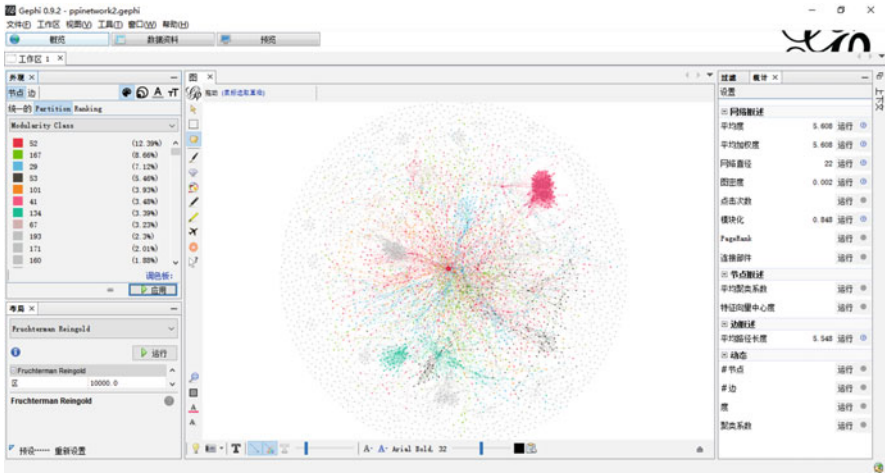 Gephi 0.9.2 - ppinetwork2.gephi
文件(F) 工作区 视图(V) 工具(T) 窗口(W) 帮助(H)
概览 数据资料 预览
工作区 1 ×
外观 ×
节点 边
统一的 Partition Ranking
Modularity Class
52 (12.39%)
167 (8.66%)
29 (7.12%)
53 (5.46%)
101 (3.93%)
41 (3.48%)
134 (3.39%)
67 (3.23%)
193 (2.3%)
171 (2.01%)
160 (1.88%)
调色板:
应用
布局 ×
Fruchterman Reingold
运行
Fruchterman Reingold
区 10000.0
Fruchterman Reingold
预设…… 重新设置
图 ×
拖动
Arial Bold, 32
过滤 统计 ×
设置
网络概述
平均度 5.608 运行
平均加权度 5.608 运行
网络直径 22 运行
图密度 0.002 运行
点击次数 运行
模块化 0.848 运行
PageRank 运行
连接部件 运行
节点概述
平均聚类系数 运行
特征向量中心度 运行
边概述
平均路径长度 5.548 运行
动态
# 节点 运行
# 边 运行
度 运行
聚类系数 运行
上下文